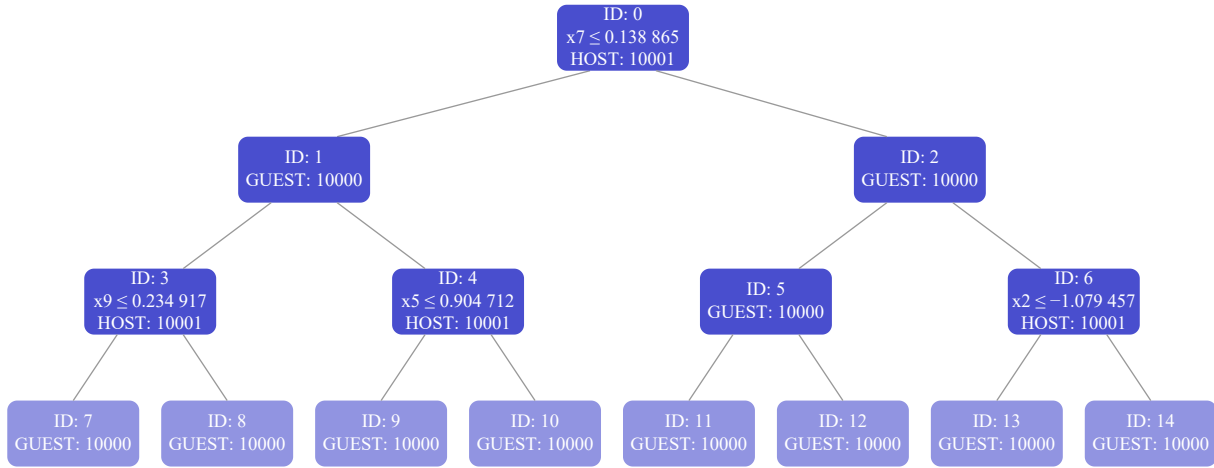 ID: 0
x7 ≤ 0.138 865
HOST: 10001
ID: 1
GUEST: 10000
ID: 2
GUEST: 10000
ID: 3
x9 ≤ 0.234 917
HOST: 10001
ID: 4
x5 ≤ 0.904 712
HOST: 10001
ID: 5
GUEST: 10000
ID: 6
x2 ≤ −1.079 457
HOST: 10001
ID: 7
GUEST: 10000
ID: 8
GUEST: 10000
ID: 9
GUEST: 10000
ID: 10
GUEST: 10000
ID: 11
GUEST: 10000
ID: 12
GUEST: 10000
ID: 13
GUEST: 10000
ID: 14
GUEST: 10000